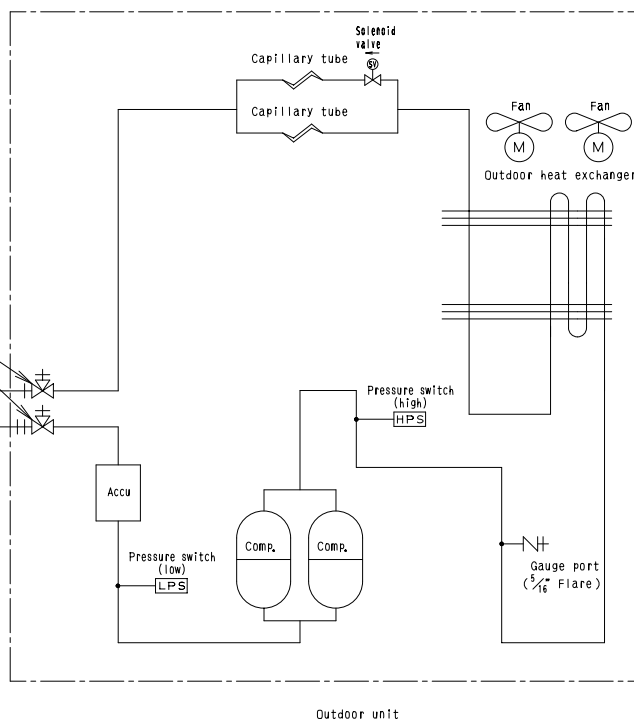 Solenoid
valve
SV
Capillary tube
Capillary tube
Fan
Fan
M
M
Outdoor heat exchanger
Pressure switch
(high)
HPS
Accu
Comp.
Comp.
Pressure switch
(low)
LPS
Gauge port
(5/16" Flare)
Outdoor unit